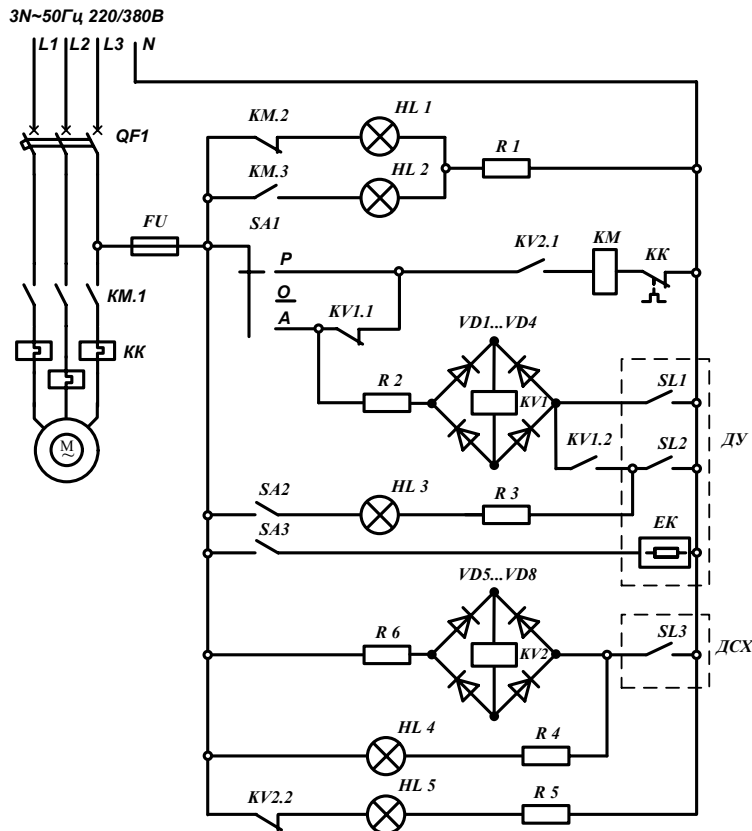 3N~50Гц 220/380В
L1 L2 L3 N
QF1
KM.2
HL 1
R 1
KM.3
HL 2
FU
SA1
P
KV2.1
KM
KK
O
KM.1
A
KV1.1
VD1...VD4
KK
R 2
KV1
SL1
ДУ
KV1.2
SL2
M
~
SA2
HL 3
R 3
SA3
EK
VD5...VD8
R 6
KV2
SL3
ДСХ
HL 4
R 4
KV2.2
HL 5
R 5